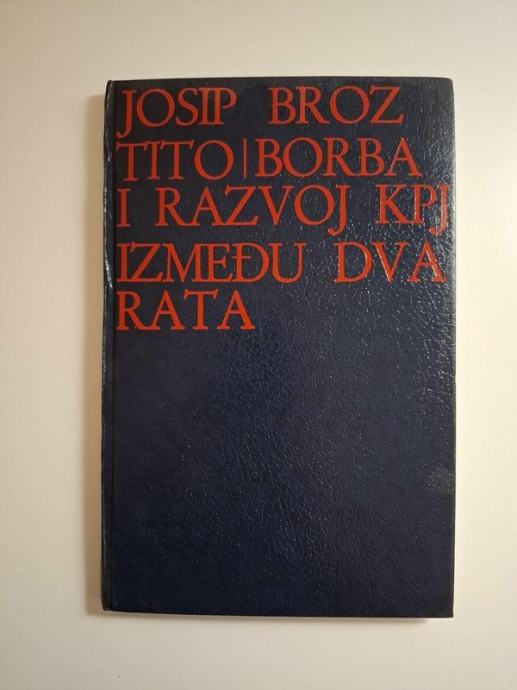 JOSIP BROZ
TITO|BORBA
I RAZVOJ KPJ
IZMEĐU DVA
RATA